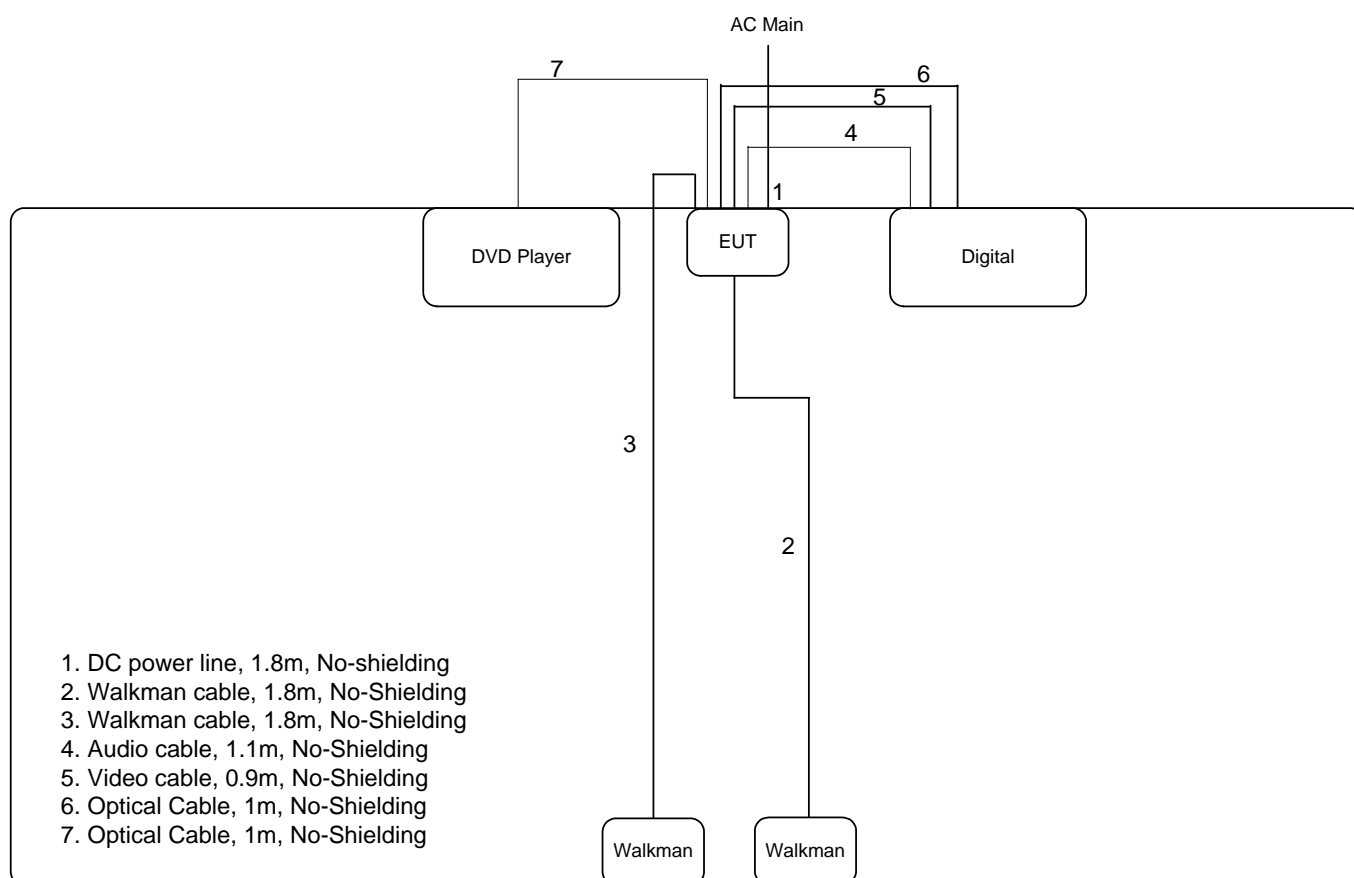 AC Main
7
6
5
4
1
DVD Player
EUT
Digital
3
2
1. DC power line, 1.8m, No-shielding
2. Walkman cable, 1.8m, No-Shielding
3. Walkman cable, 1.8m, No-Shielding
4. Audio cable, 1.1m, No-Shielding
5. Video cable, 0.9m, No-Shielding
6. Optical Cable, 1m, No-Shielding
7. Optical Cable, 1m, No-Shielding
Walkman
Walkman